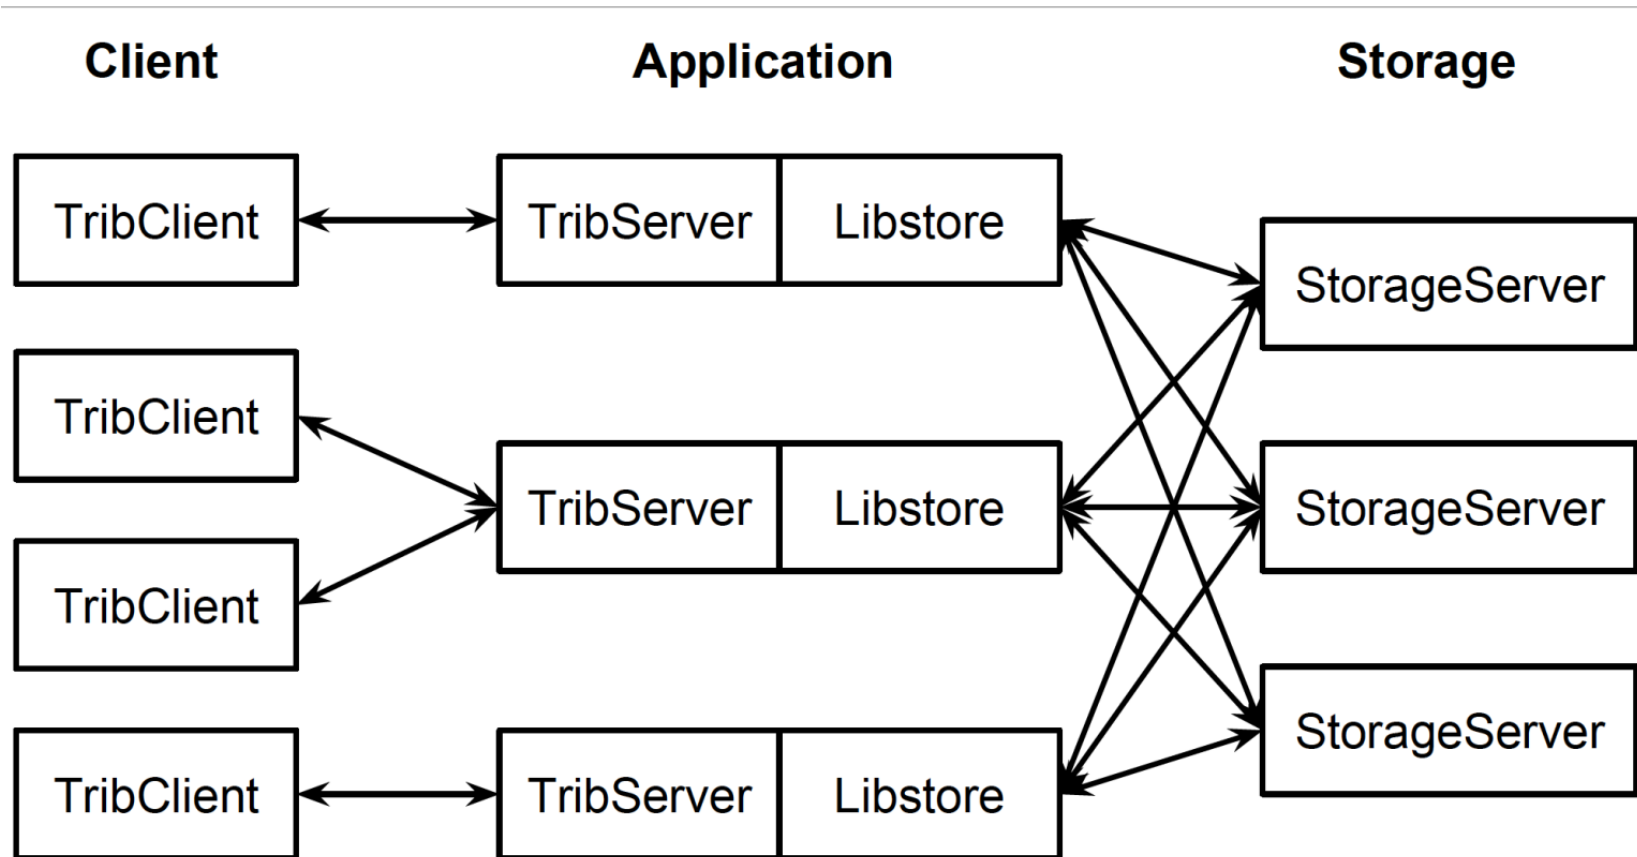 Client
Application
Storage
TribClient
TribServer
Libstore
StorageServer
TribClient
TribServer
Libstore
StorageServer
TribClient
StorageServer
TribClient
TribServer
Libstore